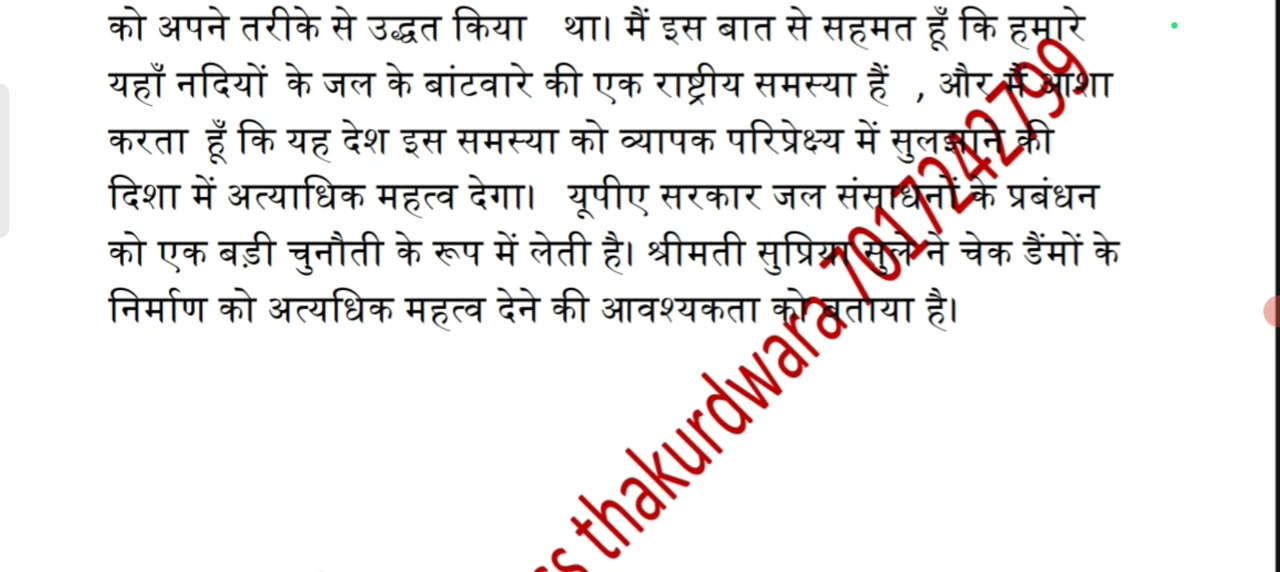 को अपने तरीके से उद्धत किया था। मैं इस बात से सहमत हूँ कि हमारे
यहाँ नदियों के जल के बांटवारे की एक राष्ट्रीय समस्या हैं , और मैं आशा
करता हूँ कि यह देश इस समस्या को व्यापक परिप्रेक्ष्य में सुलझाने की
दिशा में अत्याधिक महत्व देगा। यूपीए सरकार जल संसाधनों के प्रबंधन
को एक बड़ी चुनौती के रूप में लेती है। श्रीमती सुप्रिया सुले ने चेक डैंमों के
निर्माण को अत्यधिक महत्व देने की आवश्यकता को बताया है।
ss thakurdwara 7017242799